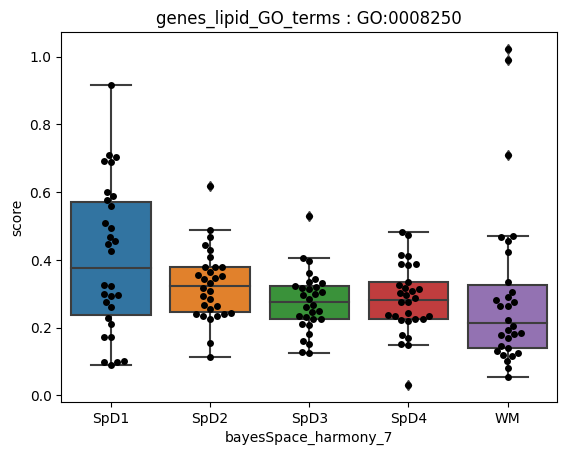 genes_lipid_GO_terms : GO:0008250
1.0
0.8
0.6
0.4
0.2
0.0
score
SpD1 SpD2 SpD3 SpD4 WM
bayesSpace_harmony_7